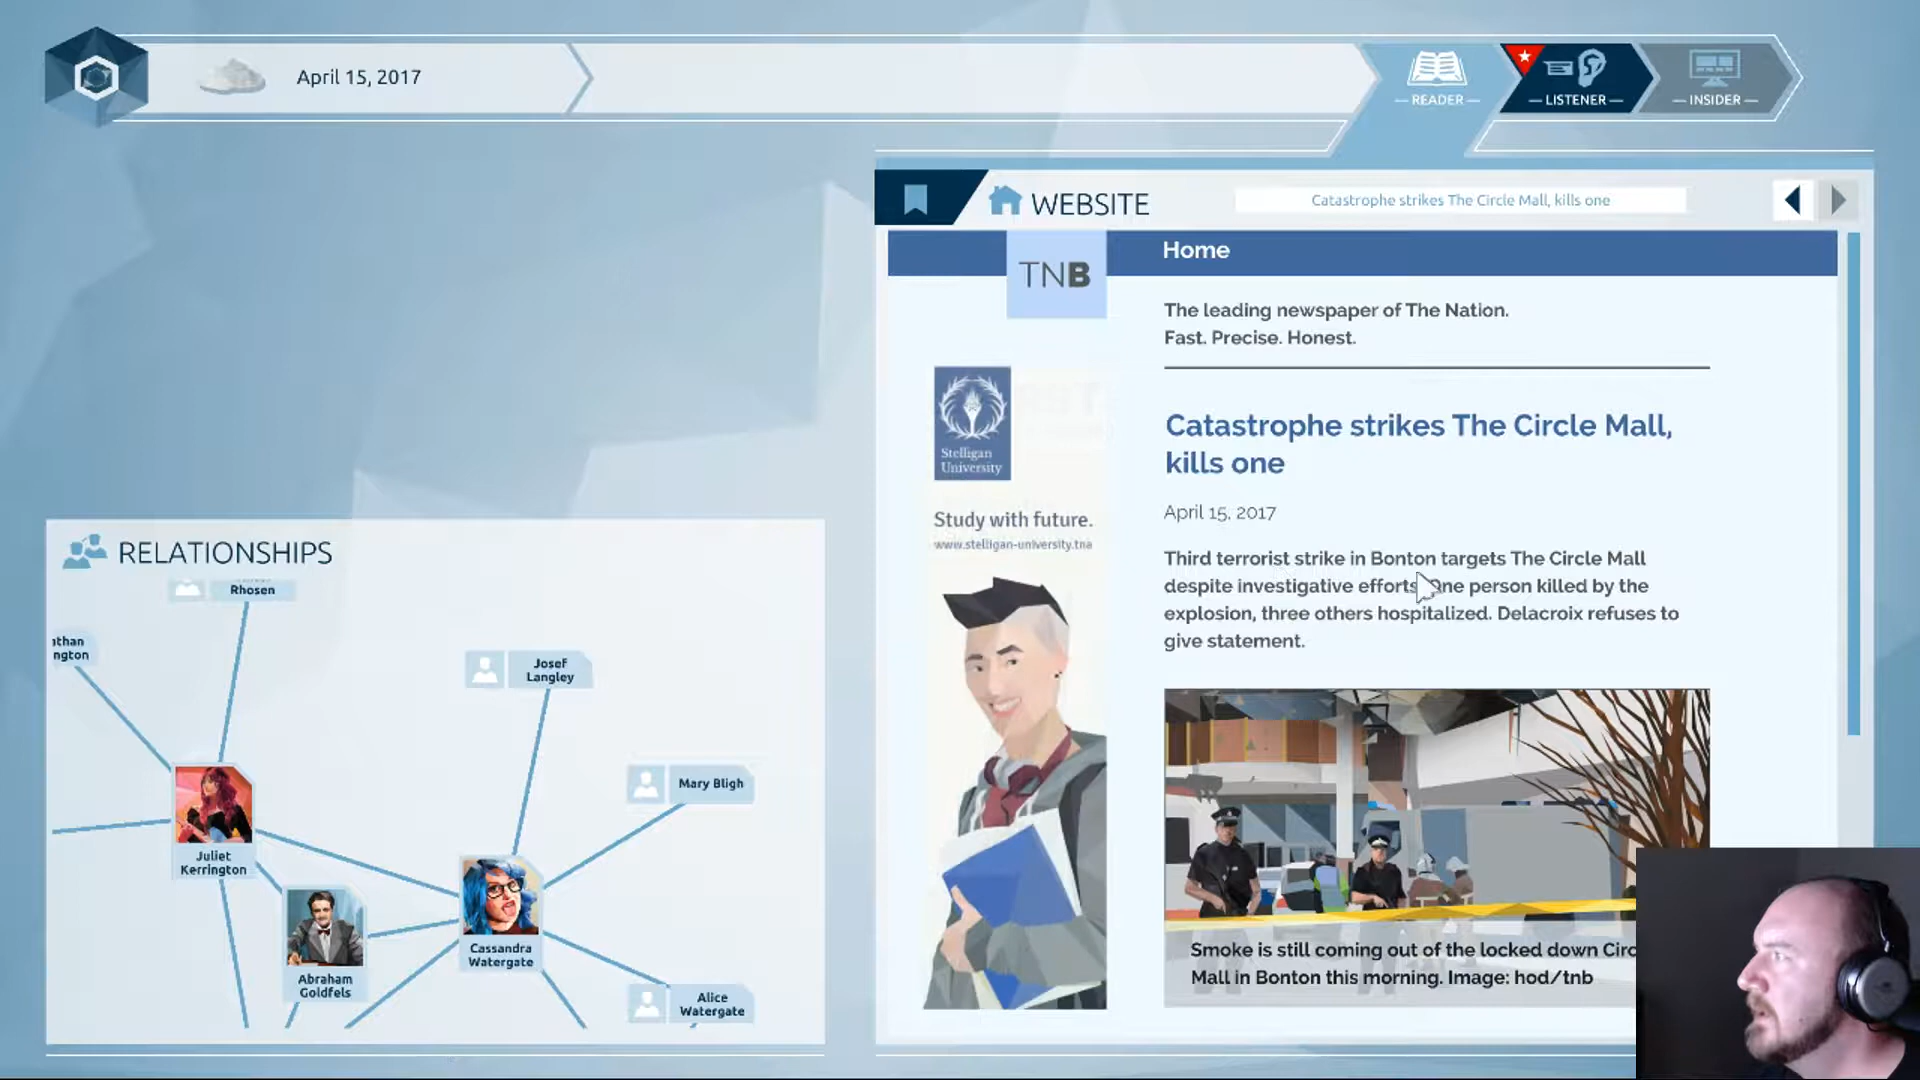 April 15, 2017
READER
LISTENER
INSIDER
WEBSITE
Catastrophe strikes The Circle Mall, kills one
TNB
Home
The leading newspaper of The Nation.
Fast. Precise. Honest.
Stelligan
University
Study with future.
www.stelligan-university.tna
Catastrophe strikes The Circle Mall,
kills one
April 15, 2017
Third terrorist strike in Bonton targets The Circle Mall
despite investigative efforts. One person killed by the
explosion, three others hospitalized. Delacroix refuses to
give statement.
Smoke is still coming out of the locked down Circ
Mall in Bonton this morning. Image: hod/tnb
RELATIONSHIPS
Rhosen
than
ngton
Josef
Langley
Mary Bligh
Juliet
Kerrington
Abraham
Goldfels
Cassandra
Watergate
Alice
Watergate